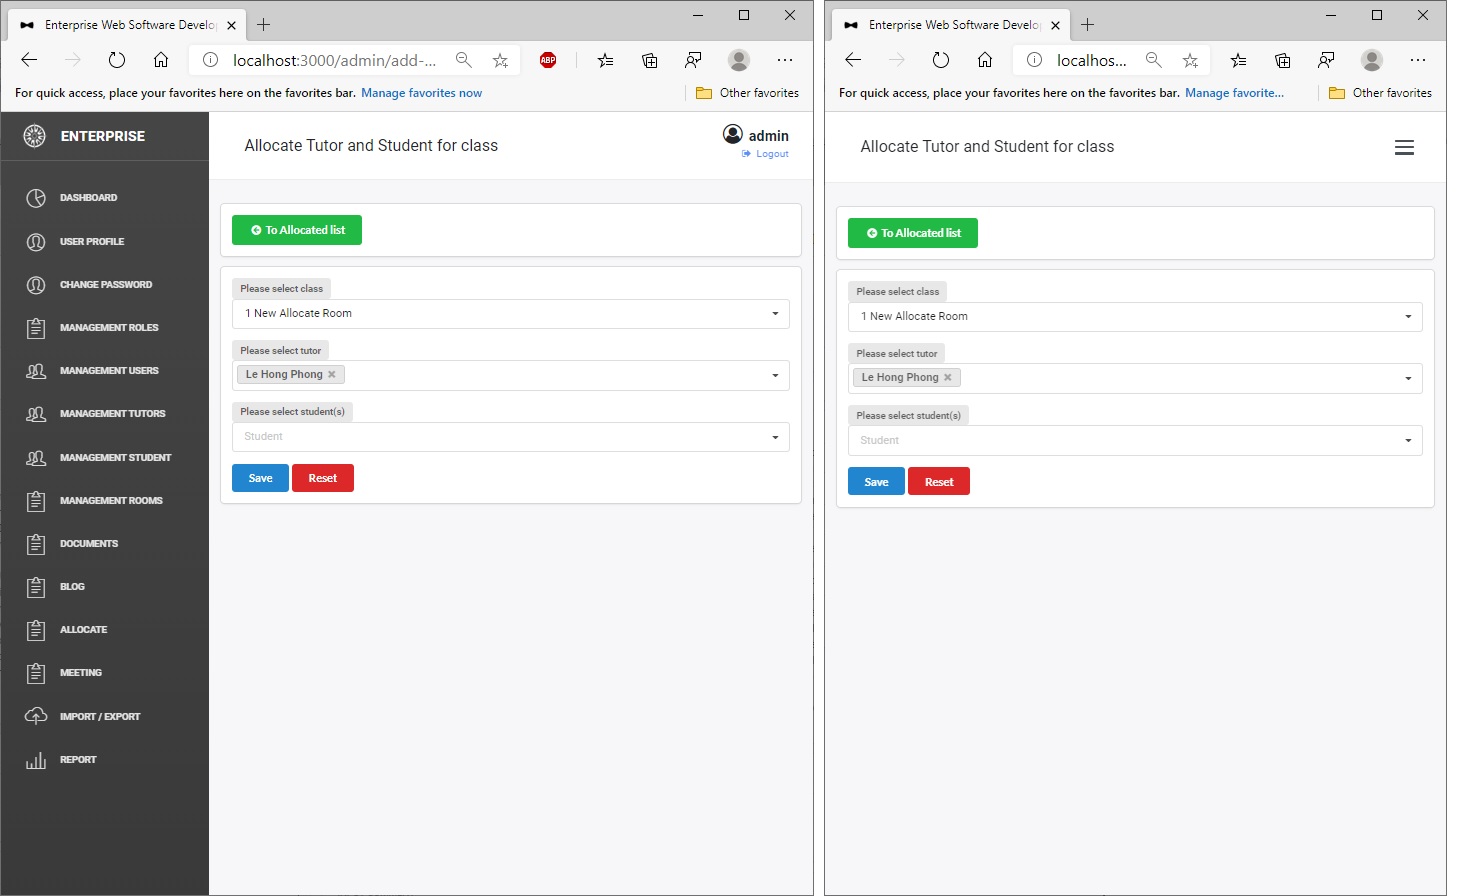 Enterprise Web Software Develo
localhost:3000/admin/add-...
ABP
For quick access, place your favorites here on the favorites bar. Manage favorites now
Other favorites
ENTERPRISE
DASHBOARD
USER PROFILE
CHANGE PASSWORD
MANAGEMENT ROLES
MANAGEMENT USERS
MANAGEMENT TUTORS
MANAGEMENT STUDENT
MANAGEMENT ROOMS
DOCUMENTS
BLOG
ALLOCATE
MEETING
IMPORT / EXPORT
REPORT
Allocate Tutor and Student for class
admin
Logout
To Allocated list
Please select class
1 New Allocate Room
Please select tutor
Le Hong Phong
Please select student(s)
Student
Save Reset
Enterprise Web Software Develo
localhos...
For quick access, place your favorites here on the favorites bar. Manage favorite...
Other favorites
Allocate Tutor and Student for class
To Allocated list
Please select class
1 New Allocate Room
Please select tutor
Le Hong Phong
Please select student(s)
Student
Save Reset